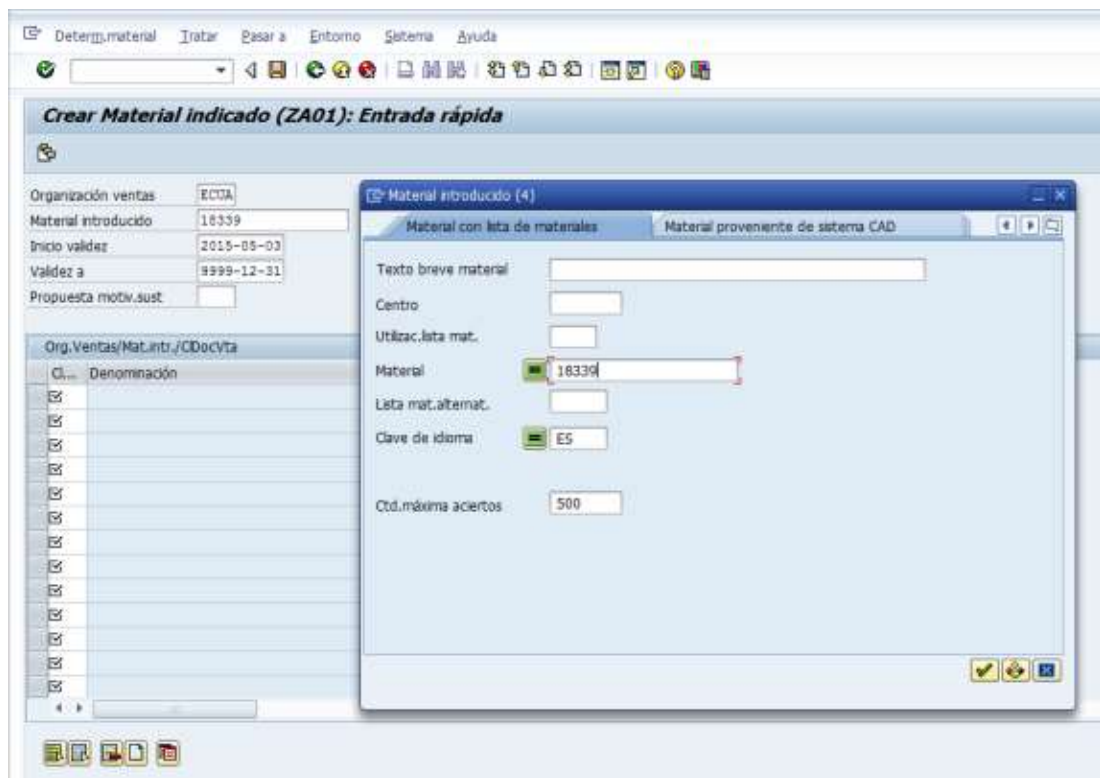 Determ.material Tratar Pasar a Entorno Sistema Ayuda
Crear Material indicado (ZA01): Entrada rápida
Organización ventas ECUA
Material introducido 18339
Inicio validez 2015-05-03
Validez a 9999-12-31
Propuesta motiv.sust
Org.Ventas/Mat.intr./ClDocVta
Cl... Denominación
Material introducido (4)
Material con lista de materiales Material proveniente de sistema CAD
Texto breve material
Centro
Utilizac.lista mat.
Material 18339
Lista mat.alternat.
Clave de idioma ES
Ctd.máxima aciertos 500